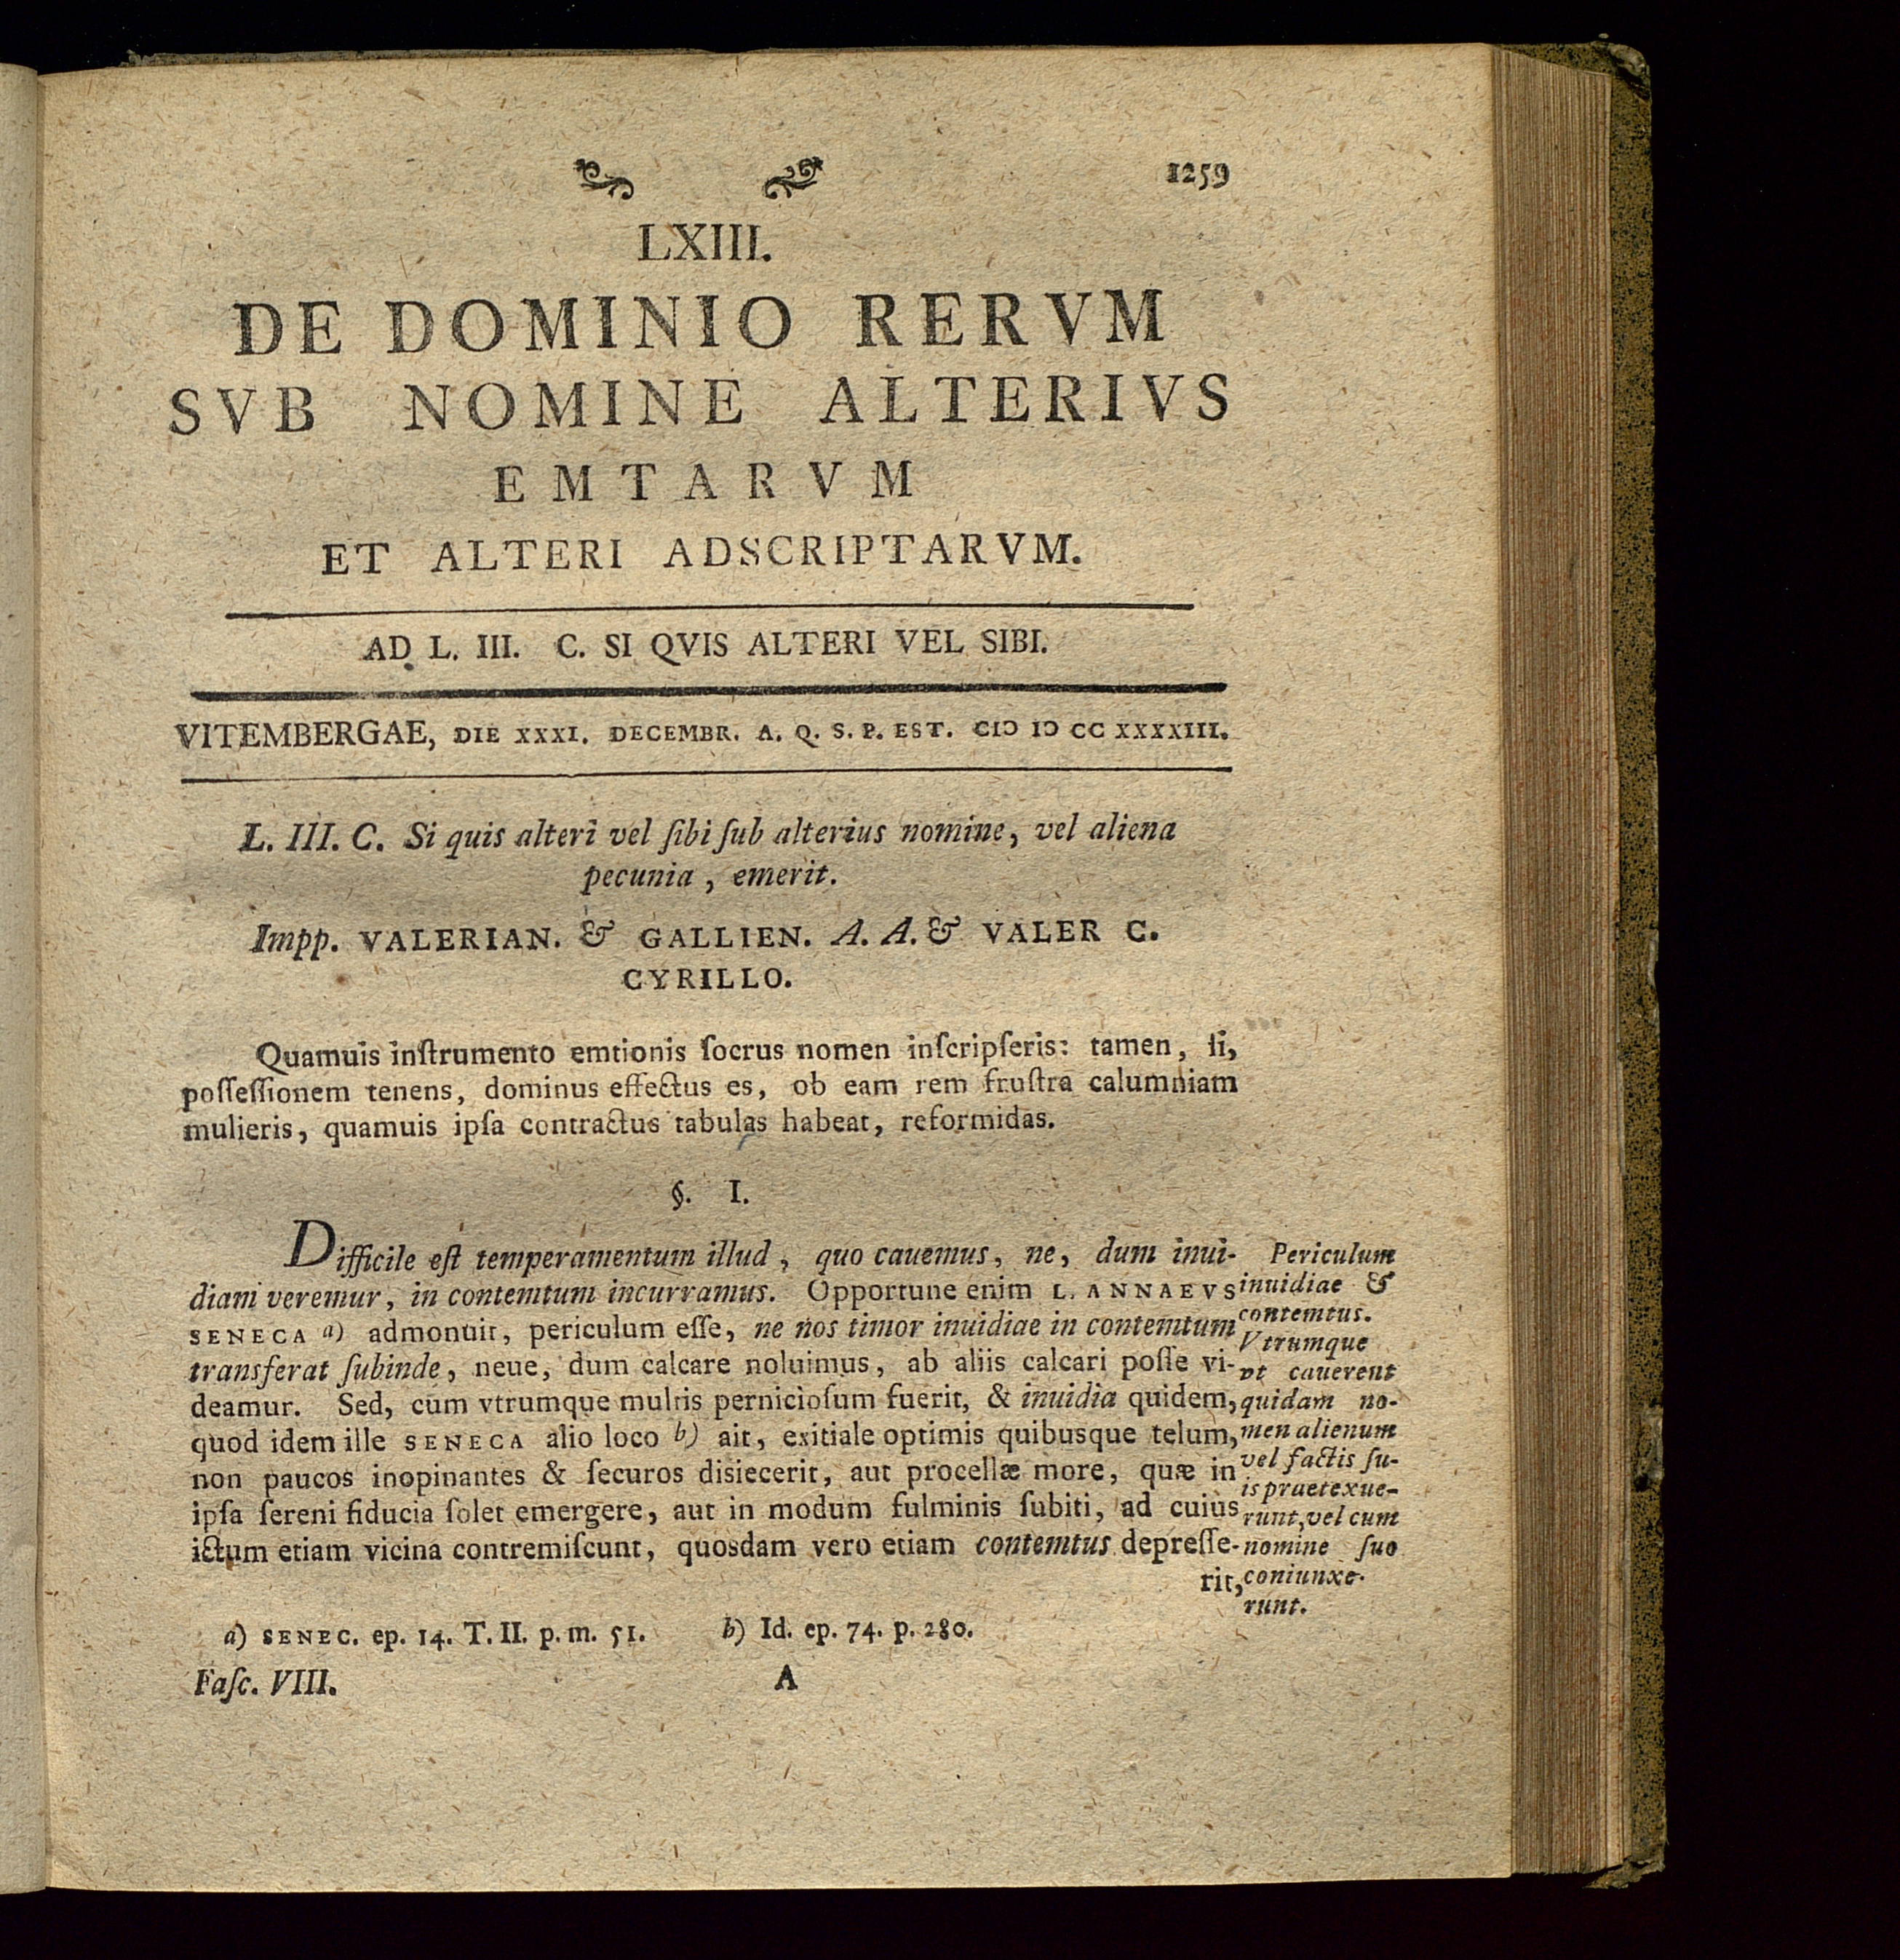 1259
LXIII.
DE DOMINIO RERVM
SVB NOMINE ALTERIVS
EMTARVM
ET ALTERI ADSCRIPTARVM.
AD L. III. C. SI QVIS ALTERI VEL SIBI.
VITEMBERGAE, DIE XXXI. DECEMBR. A. Q. S. P. EST. CIↃ IↃ CC XXXXIII.
L. III. C. Si quis alteri vel ſibi ſub alterius nomine, vel aliena
pecunia, emerit.
Impp. VALERIAN. & GALLIEN. A. A. & VALER C.
CYRILLO.
Quamuis inſtrumento emtionis ſocrus nomen inſcripſeris: tamen, ſi,
poſſeſſionem tenens, dominus effectus es, ob eam rem fruſtra calumniam
mulieris, quamuis ipſa contractus tabulas habeat, reformidas.
§. I.
Difficile eſt temperamentum illud, quo cauemus, ne, dum inui-
diani veremur, in contemtum incurramus. Opportune enim L. ANNAEVS
SENECA a) admonuit, periculum eſſe, ne nos timor inuidiae in contemtum
transferat ſubinde, neue, dum calcare noluimus, ab aliis calcari poſſe vi-
deamur. Sed, cum vtrumque multis pernicioſum fuerit, & inuidia quidem,
quod idem ille SENECA alio loco b) ait, exitiale optimis quibusque telum,
non paucos inopinantes & ſecuros disiecerit, aut procellæ more, quæ in
ipſa ſereni fiducia ſolet emergere, aut in modum fulminis ſubiti, ad cuius
ictum etiam vicina contremiſcunt, quosdam vero etiam contemtus depreſſe-
rit,
Periculum
inuidiae &
contemtus.
Vtrumque
vt cauerent
quidam no-
men alienum
vel factis ſu-
is praetexue-
runt, vel cum
nomine ſuo
coniunxe-
runt.
a) SENEC. ep. 14. T. II. p. m. 51. b) Id. ep. 74. p. 280.
Faſc. VIII. A